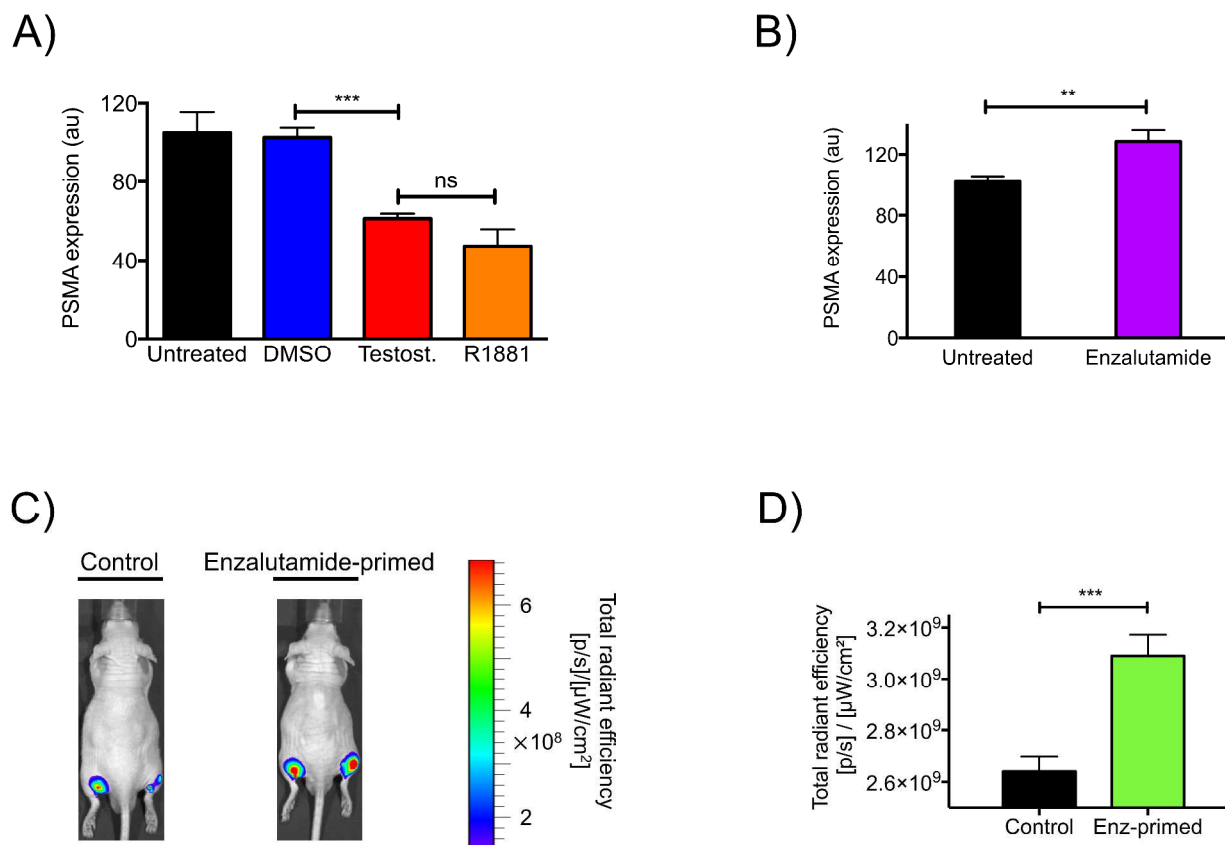 A)
PSMA expression (au)
120
80
40
0
***
ns
Untreated DMSO Testost. R1881
B)
PSMA expression (au)
120
80
40
0
**
Untreated Enzalutamide
C)
Control Enzalutamide-primed
6
4
×10⁸
2
Total radiant efficiency
[p/s]/[µW/cm²]
D)
Total radiant efficiency
[p/s] / [µW/cm²]
3.2×10⁹
3.0×10⁹
2.8×10⁹
2.6×10⁹
***
Control Enz-primed